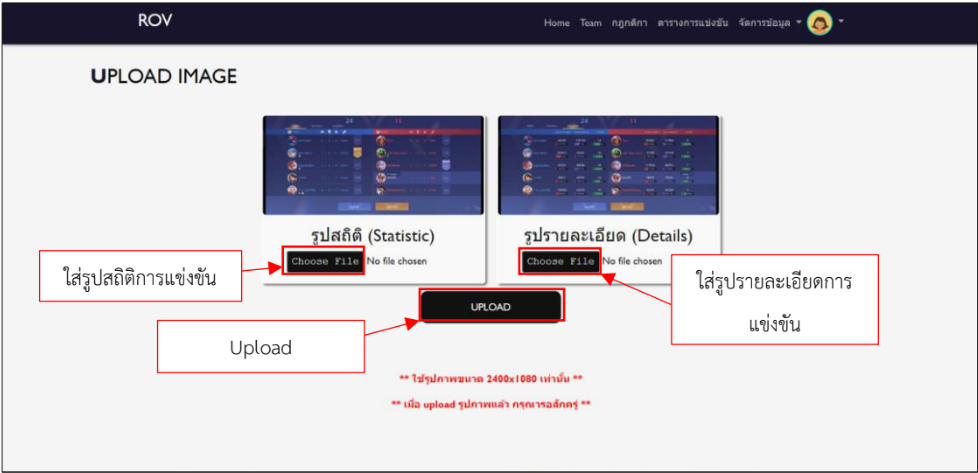 ROV
Home Team กฎกติกา ตารางการแข่งขัน จัดการข้อมูล
UPLOAD IMAGE
24 11
24 11
รูปสถิติ (Statistic)
Choose File No file chosen
รูปรายละเอียด (Details)
Choose File No file chosen
ใส่รูปสถิติการแข่งขัน
ใส่รูปรายละเอียดการ
แข่งขัน
UPLOAD
Upload
** ใช้รูปภาพขนาด 2400x1080 เท่านั้น **
** เมื่อ upload รูปภาพแล้ว กรุณารอสักครู่ **